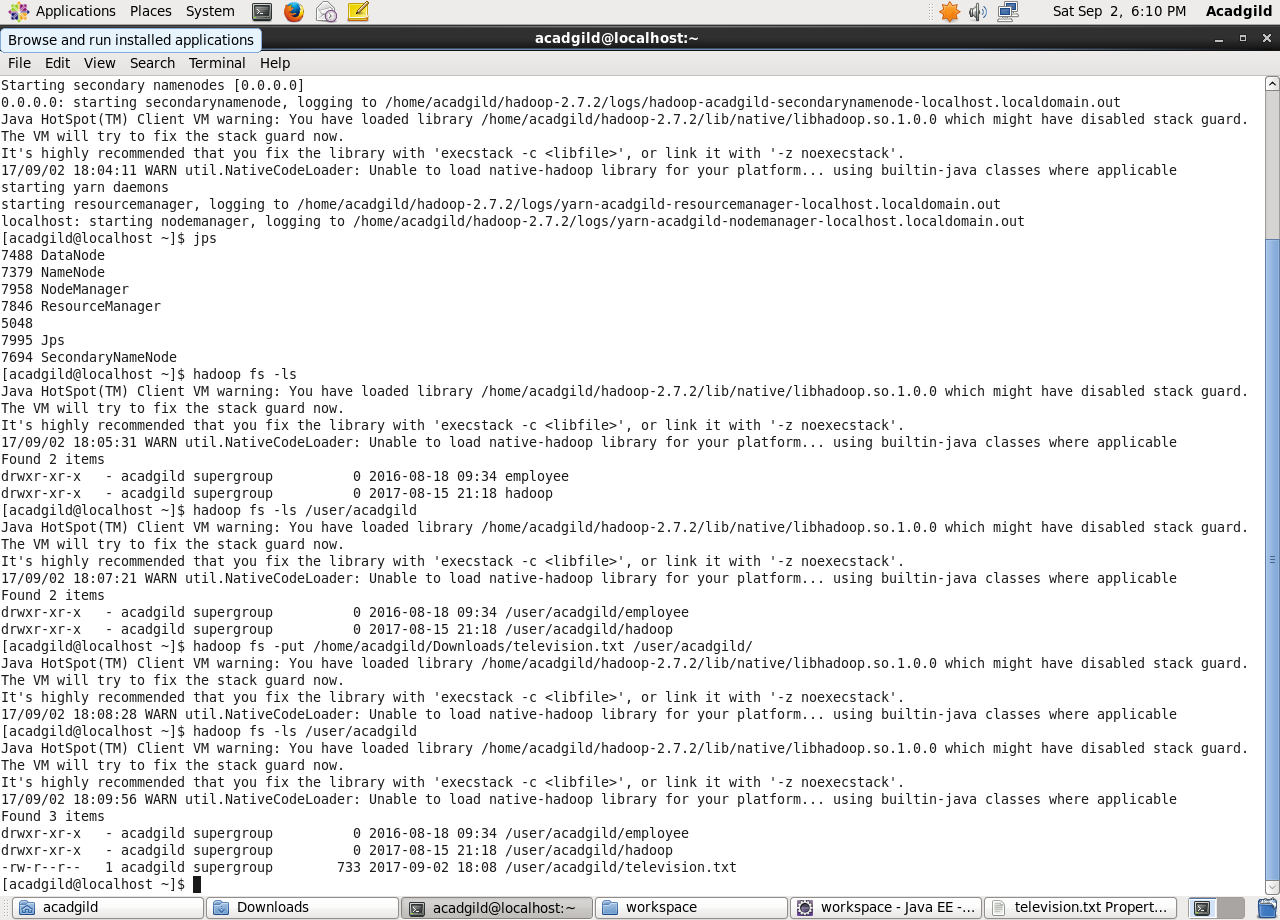 Applications Places System Sat Sep 2, 6:10 PM Acadgild
Browse and run installed applications
acadgild@localhost:~
File Edit View Search Terminal Help
Starting secondary namenodes [0.0.0.0]
0.0.0.0: starting secondarynamenode, logging to /home/acadgild/hadoop-2.7.2/logs/hadoop-acadgild-secondarynamenode-localhost.localdomain.out
Java HotSpot(TM) Client VM warning: You have loaded library /home/acadgild/hadoop-2.7.2/lib/native/libhadoop.so.1.0.0 which might have disabled stack guard.
The VM will try to fix the stack guard now.
It's highly recommended that you fix the library with 'execstack -c <libfile>', or link it with '-z noexecstack'.
17/09/02 18:04:11 WARN util.NativeCodeLoader: Unable to load native-hadoop library for your platform... using builtin-java classes where applicable
starting yarn daemons
starting resourcemanager, logging to /home/acadgild/hadoop-2.7.2/logs/yarn-acadgild-resourcemanager-localhost.localdomain.out
localhost: starting nodemanager, logging to /home/acadgild/hadoop-2.7.2/logs/yarn-acadgild-nodemanager-localhost.localdomain.out
[acadgild@localhost ~]$ jps
7488 DataNode
7379 NameNode
7958 NodeManager
7846 ResourceManager
5048
7995 Jps
7694 SecondaryNameNode
[acadgild@localhost ~]$ hadoop fs -ls
Java HotSpot(TM) Client VM warning: You have loaded library /home/acadgild/hadoop-2.7.2/lib/native/libhadoop.so.1.0.0 which might have disabled stack guard.
The VM will try to fix the stack guard now.
It's highly recommended that you fix the library with 'execstack -c <libfile>', or link it with '-z noexecstack'.
17/09/02 18:05:31 WARN util.NativeCodeLoader: Unable to load native-hadoop library for your platform... using builtin-java classes where applicable
Found 2 items
drwxr-xr-x - acadgild supergroup 0 2016-08-18 09:34 employee
drwxr-xr-x - acadgild supergroup 0 2017-08-15 21:18 hadoop
[acadgild@localhost ~]$ hadoop fs -ls /user/acadgild
Java HotSpot(TM) Client VM warning: You have loaded library /home/acadgild/hadoop-2.7.2/lib/native/libhadoop.so.1.0.0 which might have disabled stack guard.
The VM will try to fix the stack guard now.
It's highly recommended that you fix the library with 'execstack -c <libfile>', or link it with '-z noexecstack'.
17/09/02 18:07:21 WARN util.NativeCodeLoader: Unable to load native-hadoop library for your platform... using builtin-java classes where applicable
Found 2 items
drwxr-xr-x - acadgild supergroup 0 2016-08-18 09:34 /user/acadgild/employee
drwxr-xr-x - acadgild supergroup 0 2017-08-15 21:18 /user/acadgild/hadoop
[acadgild@localhost ~]$ hadoop fs -put /home/acadgild/Downloads/television.txt /user/acadgild/
Java HotSpot(TM) Client VM warning: You have loaded library /home/acadgild/hadoop-2.7.2/lib/native/libhadoop.so.1.0.0 which might have disabled stack guard.
The VM will try to fix the stack guard now.
It's highly recommended that you fix the library with 'execstack -c <libfile>', or link it with '-z noexecstack'.
17/09/02 18:08:28 WARN util.NativeCodeLoader: Unable to load native-hadoop library for your platform... using builtin-java classes where applicable
[acadgild@localhost ~]$ hadoop fs -ls /user/acadgild
Java HotSpot(TM) Client VM warning: You have loaded library /home/acadgild/hadoop-2.7.2/lib/native/libhadoop.so.1.0.0 which might have disabled stack guard.
The VM will try to fix the stack guard now.
It's highly recommended that you fix the library with 'execstack -c <libfile>', or link it with '-z noexecstack'.
17/09/02 18:09:56 WARN util.NativeCodeLoader: Unable to load native-hadoop library for your platform... using builtin-java classes where applicable
Found 3 items
drwxr-xr-x - acadgild supergroup 0 2016-08-18 09:34 /user/acadgild/employee
drwxr-xr-x - acadgild supergroup 0 2017-08-15 21:18 /user/acadgild/hadoop
-rw-r--r-- 1 acadgild supergroup 733 2017-09-02 18:08 /user/acadgild/television.txt
[acadgild@localhost ~]$
acadgild Downloads acadgild@localhost:~ workspace workspace - Java EE -... television.txt Propert...